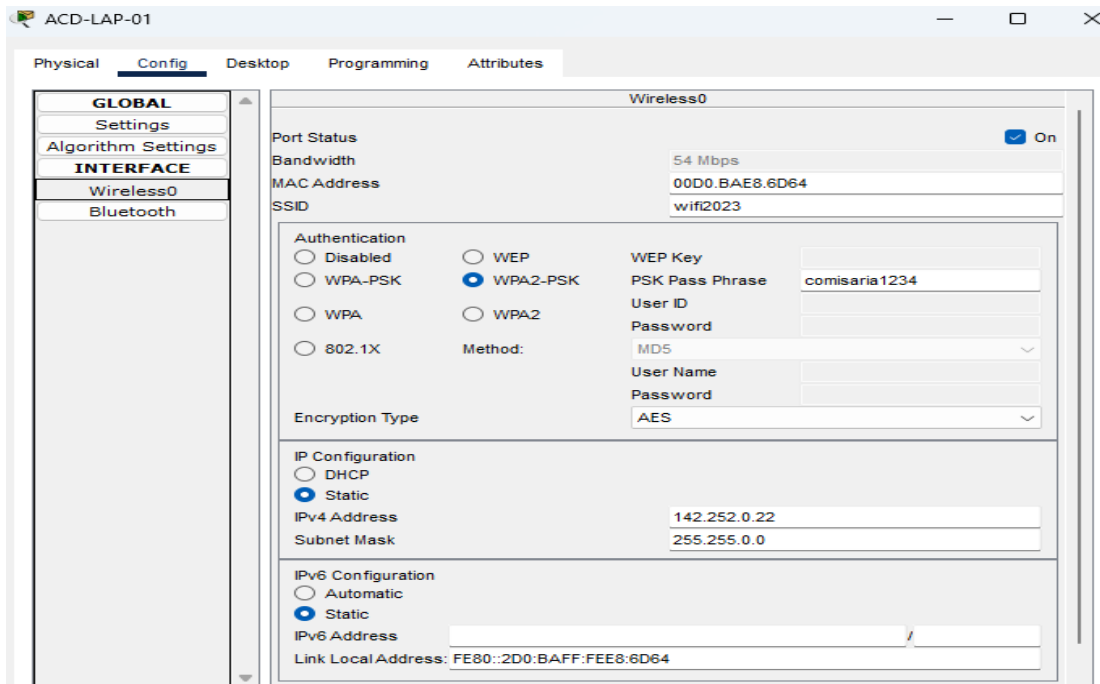 ACD-LAP-01
Physical Config Desktop Programming Attributes
GLOBAL
Settings
Algorithm Settings
INTERFACE
Wireless0
Bluetooth
Wireless0
Port Status On
Bandwidth 54 Mbps
MAC Address 00D0.BAE8.6D64
SSID wifi2023
Authentication
Disabled WEP WEP Key
WPA-PSK WPA2-PSK PSK Pass Phrase comisaria1234
User ID
WPA WPA2
Password
802.1X Method: MD5
User Name
Password
Encryption Type AES
IP Configuration
DHCP
Static
IPv4 Address 142.252.0.22
Subnet Mask 255.255.0.0
IPv6 Configuration
Automatic
Static
IPv6 Address /
Link Local Address: FE80::2D0:BAFF:FEE8:6D64